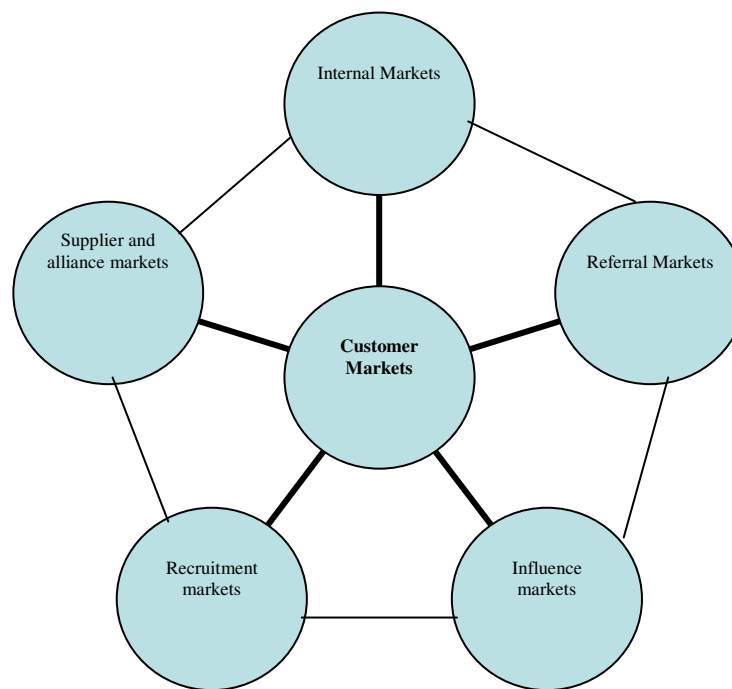 Internal Markets
Supplier and
alliance markets
Referral Markets
Customer
Markets
Recruitment
markets
Influence
markets